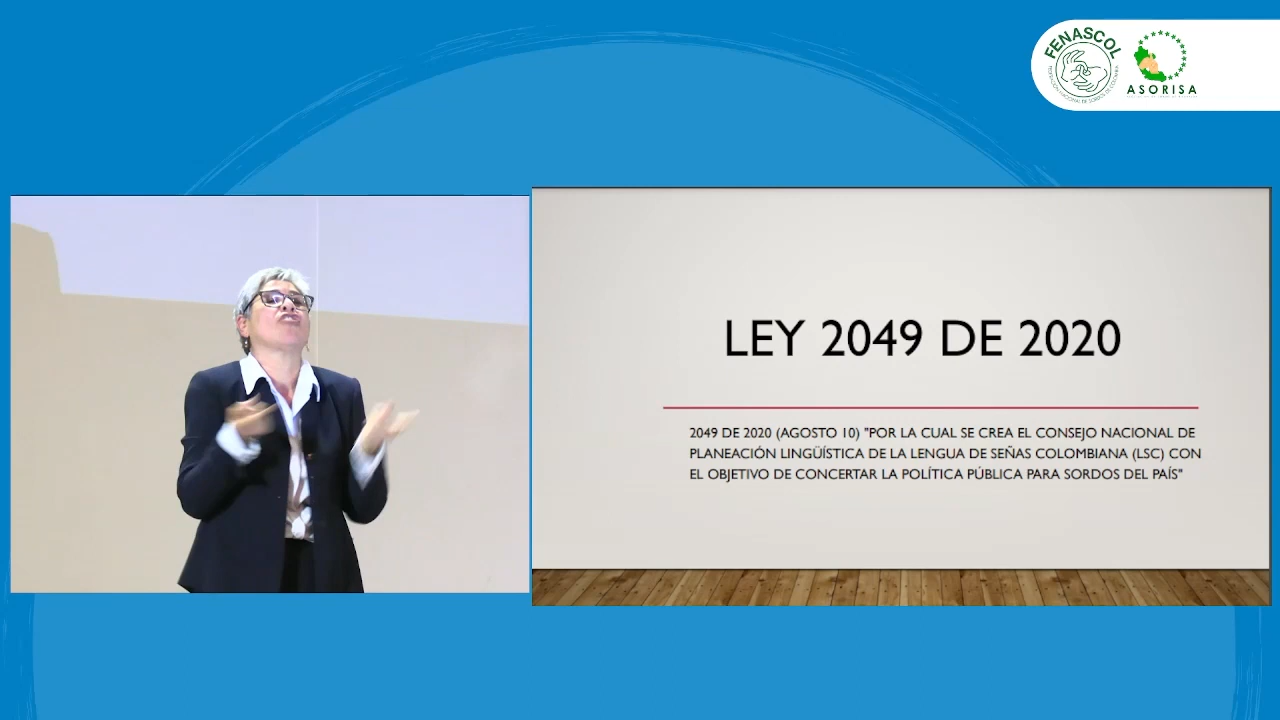 FENASCOL
ASORISA
LEY 2049 DE 2020
2049 DE 2020 (AGOSTO 10) "POR LA CUAL SE CREA EL CONSEJO NACIONAL DE
PLANEACIÓN LINGÜÍSTICA DE LA LENGUA DE SEÑAS COLOMBIANA (LSC) CON
EL OBJETIVO DE CONCERTAR LA POLÍTICA PÚBLICA PARA SORDOS DEL PAÍS"